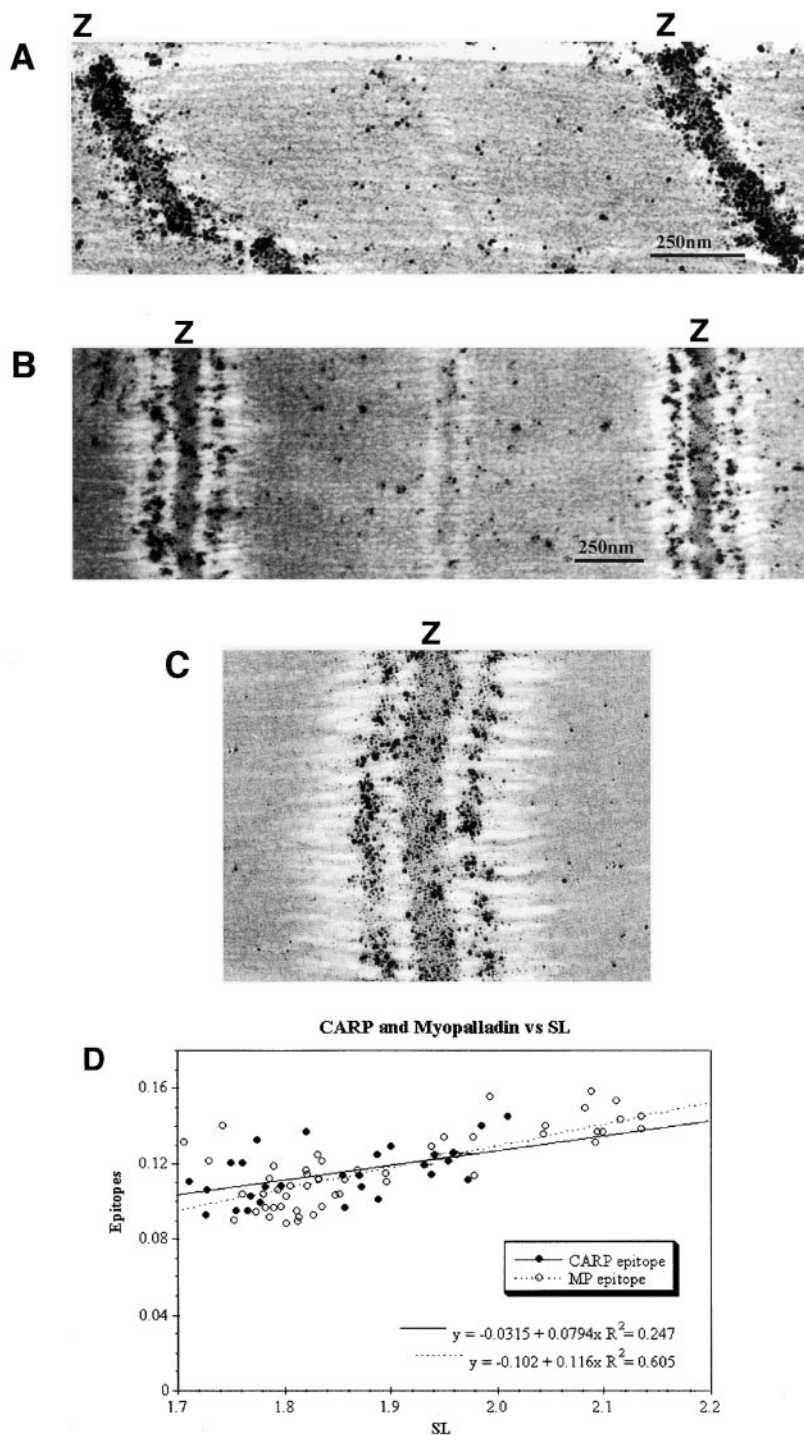 Z Z
A
250nm
Z Z
B
250nm
Z
C
CARP and Myopalladin vs SL
D
0.16
0.12
Epitopes
0.08
CARP epitope
MP epitope
0.04
y = -0.0315 + 0.0794x R² = 0.247
y = -0.102 + 0.116x R² = 0.605
0
1.7 1.8 1.9 2.0 2.1 2.2
SL